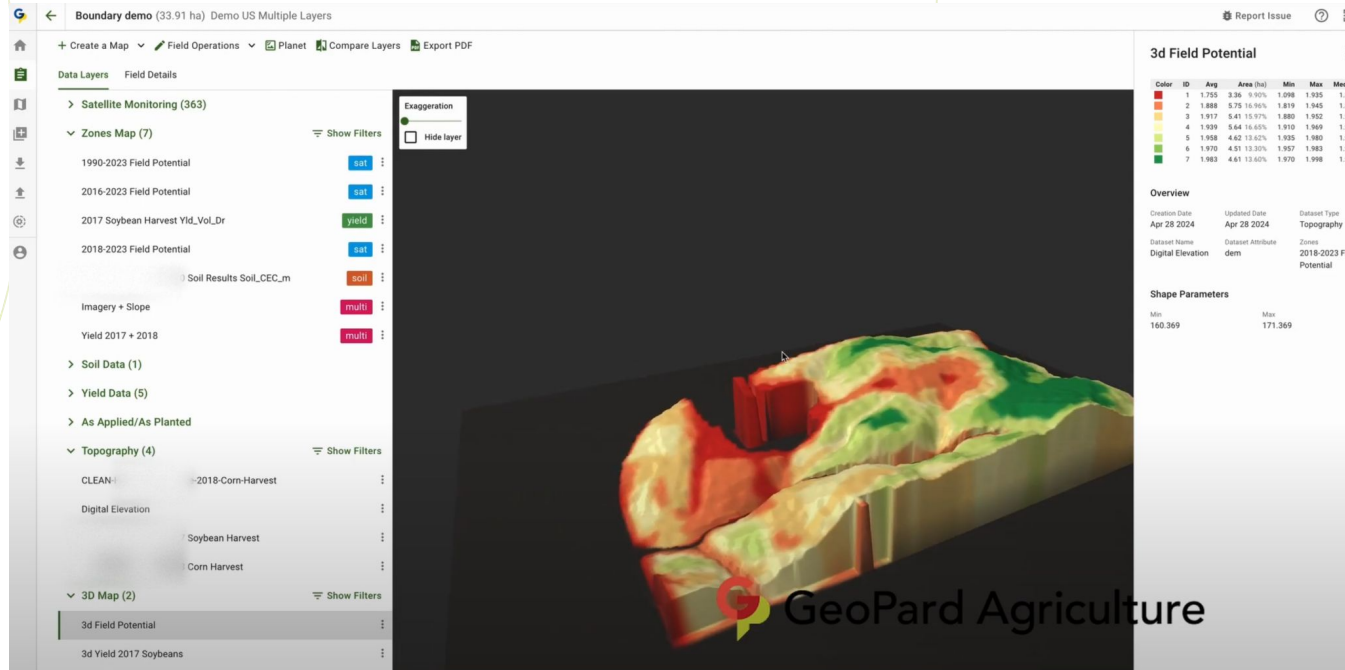 Boundary demo (33.91 ha) Demo US Multiple Layers
Report Issue
+ Create a Map
Field Operations
Planet
Compare Layers
Export PDF
Data Layers
Field Details
Satellite Monitoring (363)
Zones Map (7)
Show Filters
1990-2023 Field Potential
sat
2016-2023 Field Potential
sat
2017 Soybean Harvest Yld_Vol_Dr
yield
2018-2023 Field Potential
sat
Soil Results Soil_CEC_m
soil
Imagery + Slope
multi
Yield 2017 + 2018
multi
Soil Data (1)
Yield Data (5)
As Applied/As Planted
Topography (4)
Show Filters
CLEAN-
-2018-Corn-Harvest
Digital Elevation
Soybean Harvest
Corn Harvest
3D Map (2)
Show Filters
3d Field Potential
3d Yield 2017 Soybeans
Exaggeration
Hide layer
3d Field Potential
Color ID Avg Area (ha) Min Max
1 1.755 3.36 9.90% 1.098 1.935
2 1.888 5.75 16.96% 1.819 1.945
3 1.917 5.41 15.97% 1.880 1.952
4 1.939 5.64 16.65% 1.910 1.969
5 1.958 4.62 13.62% 1.935 1.980
6 1.970 4.51 13.30% 1.957 1.983
7 1.983 4.61 13.60% 1.970 1.998
Overview
Creation Date
Apr 28 2024
Updated Date
Apr 28 2024
Dataset Type
Topography
Dataset Name
Digital Elevation
Dataset Attribute
dem
Zones
2018-2023 F
Potential
Shape Parameters
Min
160.369
Max
171.369
GeoPard Agriculture